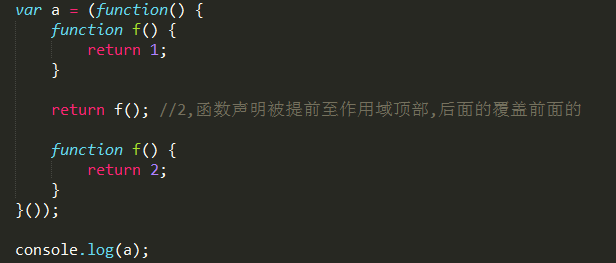 var a = (function() {
    function f() {
        return 1;
    }
    return f(); //2,函数声明被提前至作用域顶部,后面的覆盖前面的
    function f() {
        return 2;
    }
}());
console.log(a);